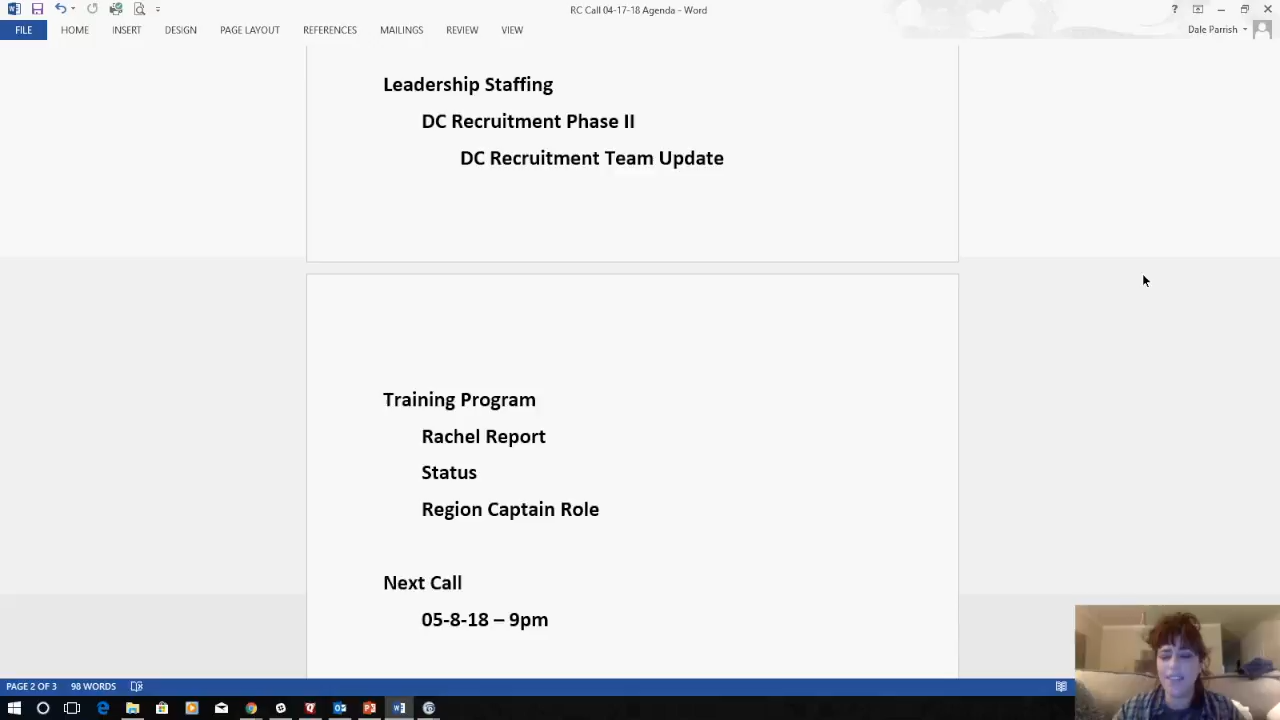 RC Call 04-17-18 Agenda - Word
FILE HOME INSERT DESIGN PAGE LAYOUT REFERENCES MAILINGS REVIEW VIEW
Dale Parrish
Leadership Staffing
DC Recruitment Phase II
DC Recruitment Team Update
Training Program
Rachel Report
Status
Region Captain Role
Next Call
05-8-18 – 9pm
PAGE 2 OF 3 98 WORDS